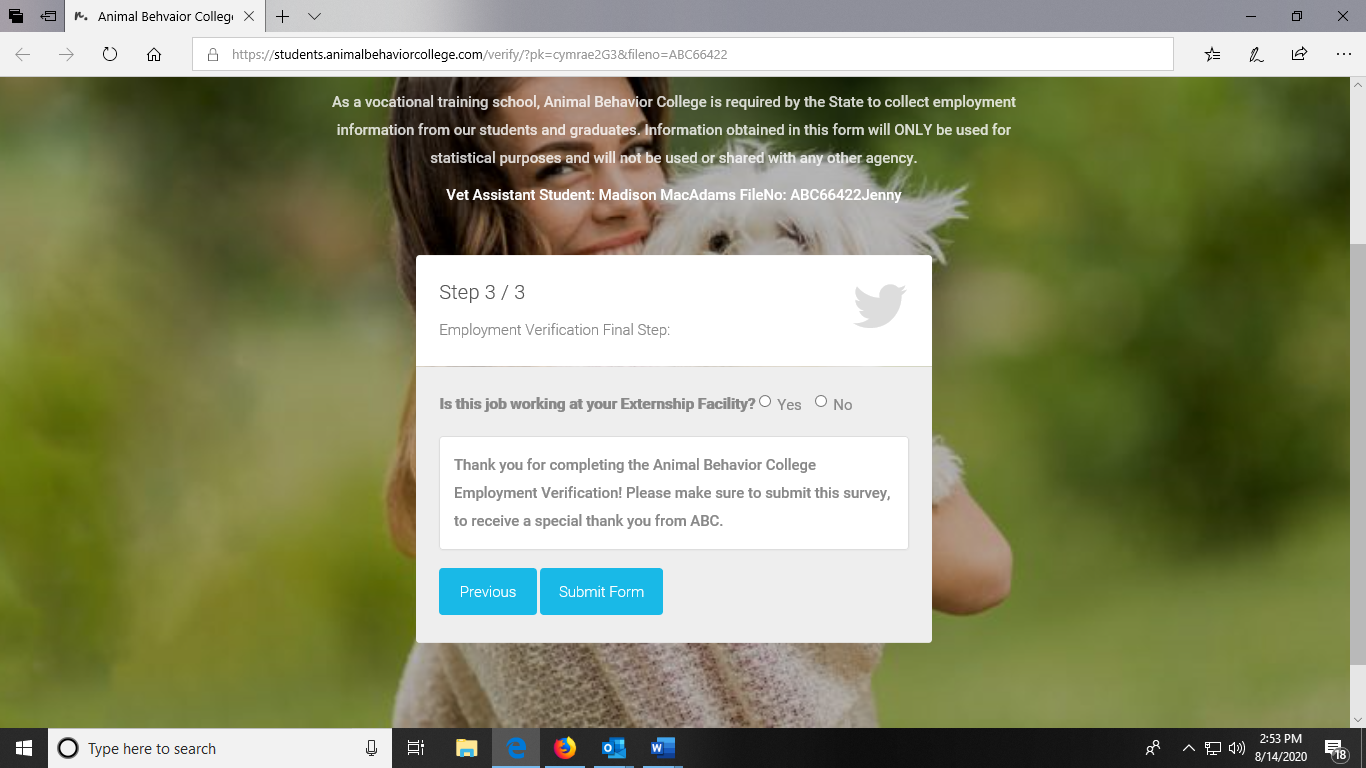 Animal Behvaior Colleg
https://students.animalbehaviorcollege.com/verify/?pk=cymrae2G3&fileno=ABC66422
As a vocational training school, Animal Behavior College is required by the State to collect employment
information from our students and graduates. Information obtained in this form will ONLY be used for
statistical purposes and will not be used or shared with any other agency.
Vet Assistant Student: Madison MacAdams FileNo: ABC66422Jenny
Step 3 / 3
Employment Verification Final Step:
Is this job working at your Externship Facility? Yes No
Thank you for completing the Animal Behavior College
Employment Verification! Please make sure to submit this survey,
to receive a special thank you from ABC.
Previous Submit Form
Type here to search
2:53 PM
8/14/2020
18